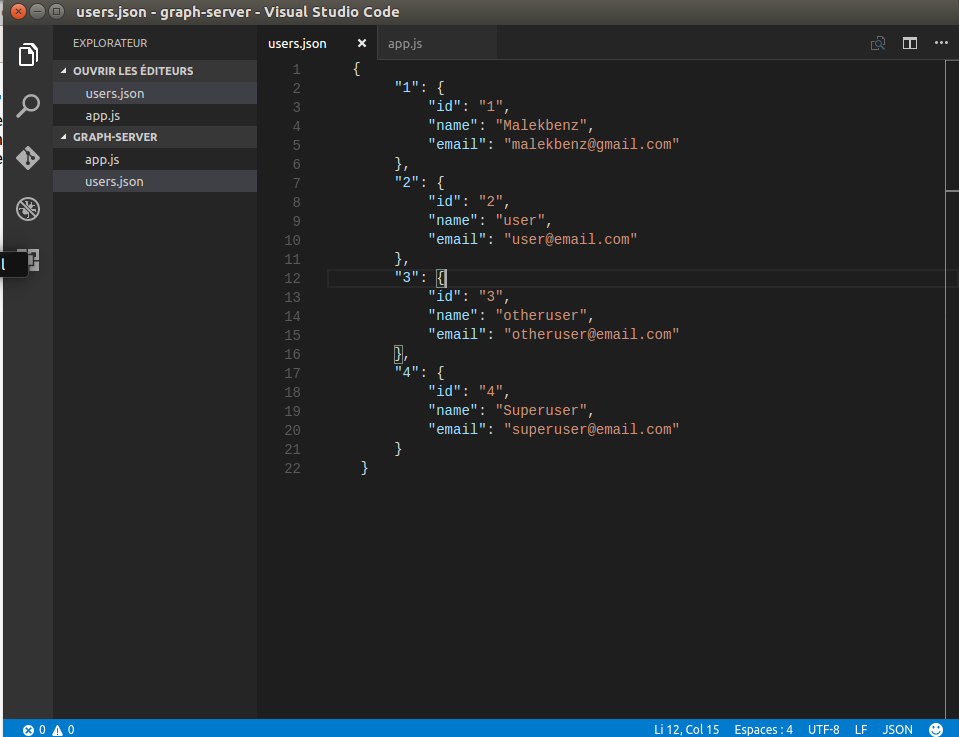 users.json - graph-server - Visual Studio Code
EXPLORATEUR
OUVRIR LES ÉDITEURS
users.json
app.js
GRAPH-SERVER
app.js
users.json
users.json × app.js
1 {
2 "1": {
3 "id": "1",
4 "name": "Malekbenz",
5 "email": "malekbenz@gmail.com"
6 },
7 "2": {
8 "id": "2",
9 "name": "user",
10 "email": "user@email.com"
11 },
12 "3": {
13 "id": "3",
14 "name": "otheruser",
15 "email": "otheruser@email.com"
16 },
17 "4": {
18 "id": "4",
19 "name": "Superuser",
20 "email": "superuser@email.com"
21 }
22 }
0 0 Li 12, Col 15 Espaces : 4 UTF-8 LF JSON